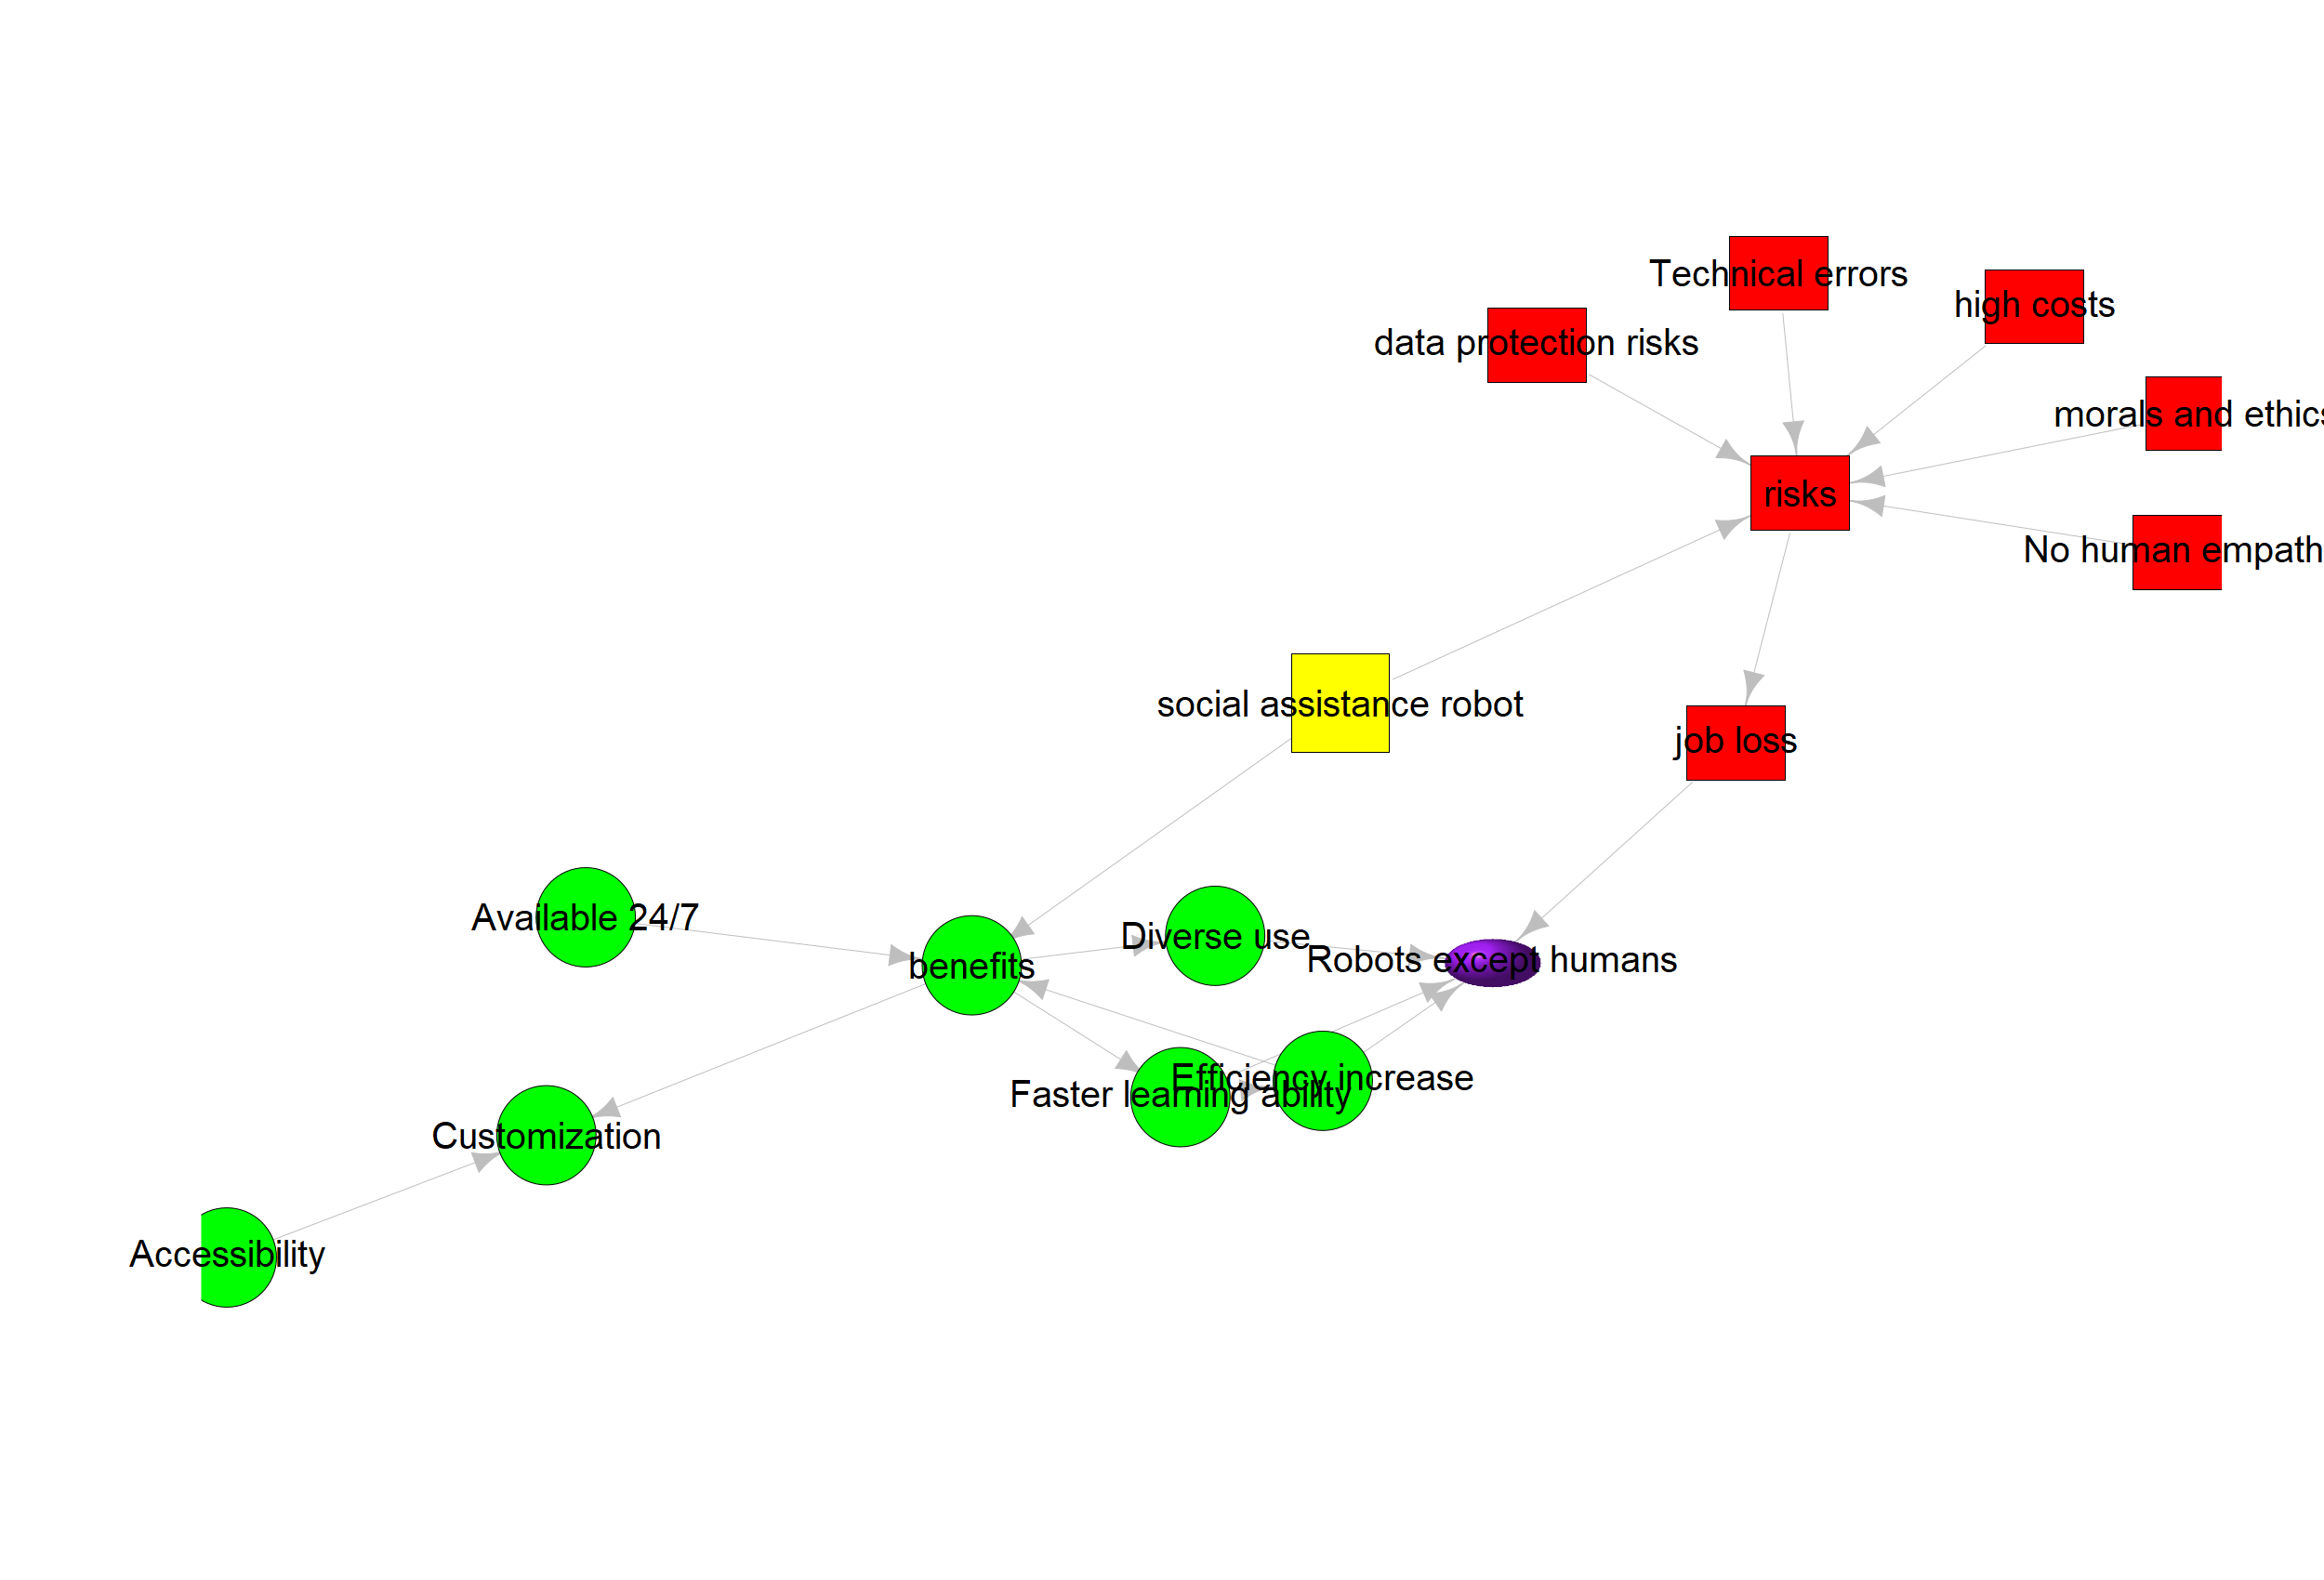 Technical errors
high costs
data protection risks
morals and ethics
risks
No human empath
social assistance robot
job loss
Available 24/7
Diverse use
Robots except humans
benefits
Efficiency increase
Faster learning ability
Customization
Accessibility